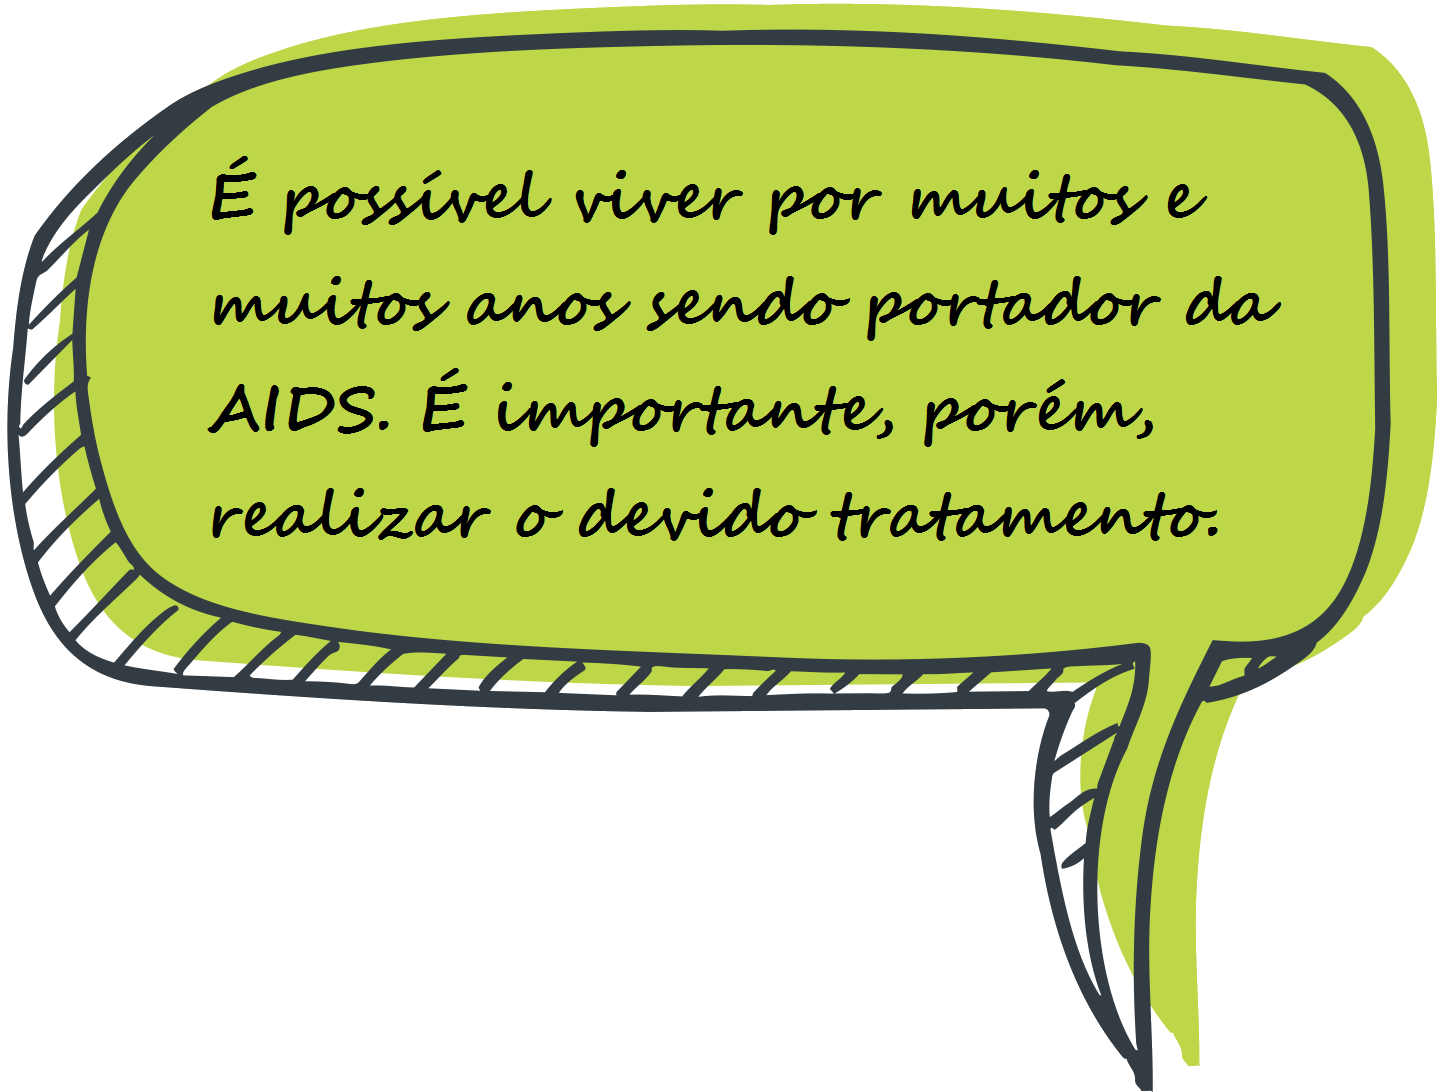 É possível viver por muitos e
muitos anos sendo portador da
AIDS. É importante, porém,
realizar o devido tratamento.